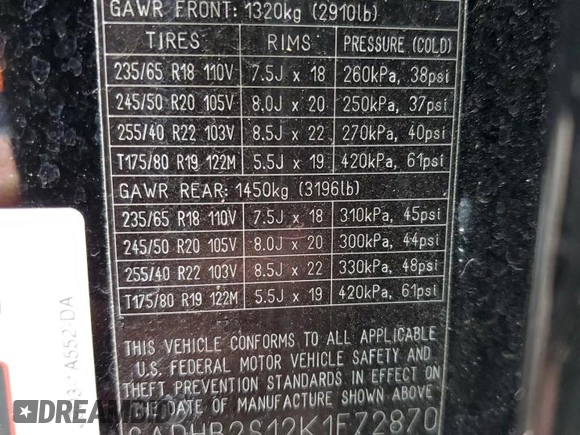 GAWR FRONT: 1320kg (2910lb)
TIRES RIMS PRESSURE (COLD)
235/65 R18 110V 7.5J x 18 260kPa, 38psi
245/50 R20 105V 8.0J x 20 250kPa, 37psi
255/40 R22 103V 8.5J x 22 270kPa, 40psi
T175/80 R19 122M 5.5J x 19 420kPa, 61psi
GAWR REAR: 1450kg (3196lb)
235/65 R18 110V 7.5J x 18 310kPa, 45psi
245/50 R20 105V 8.0J x 20 300kPa, 44psi
255/40 R22 103V 8.5J x 22 330kPa, 48psi
T175/80 R19 122M 5.5J x 19 420kPa, 61psi
THIS VEHICLE CONFORMS TO ALL APPLICABLE
U.S. FEDERAL MOTOR VEHICLE SAFETY AND
THEFT PREVENTION STANDARDS IN EFFECT ON
THE DATE OF MANUFACTURE SHOWN ABOVE
A552-DA
DREAMBID.COM